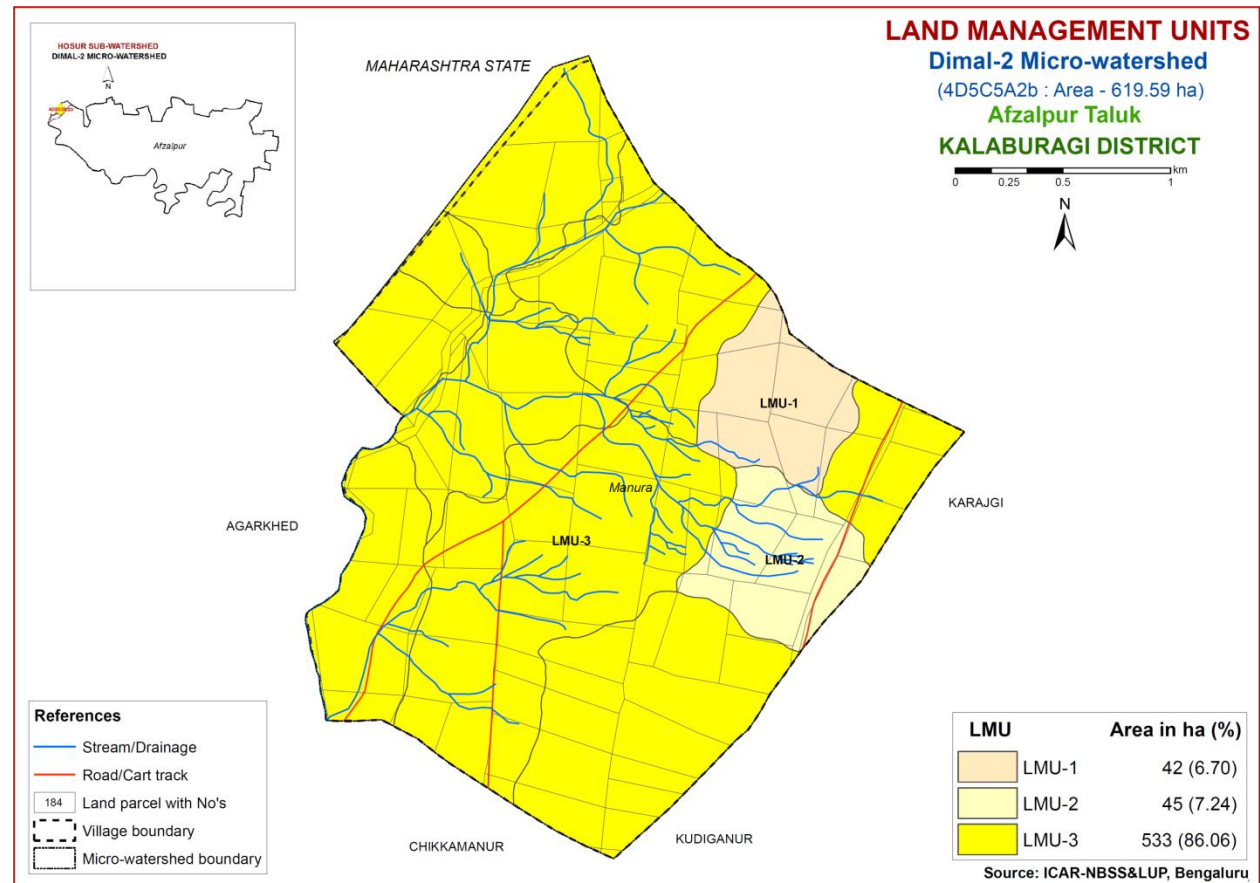 HOSUR SUB-WATERSHED
DIMAL-2 MICRO-WATERSHED
N
Afzalpur
MAHARASHTRA STATE
LAND MANAGEMENT UNITS
Dimal-2 Micro-watershed
(4D5C5A2b : Area - 619.59 ha)
Afzalpur Taluk
KALABURAGI DISTRICT
km
0 0.25 0.5 1
N
LMU-1
Manura
KARAJGI
AGARKHED
LMU-3
LMU-2
CHIKKAMANUR
KUDIGANUR
References
Stream/Drainage
Road/Cart track
184 Land parcel with No's
Village boundary
Micro-watershed boundary
LMU Area in ha (%)
LMU-1 42 (6.70)
LMU-2 45 (7.24)
LMU-3 533 (86.06)
Source: ICAR-NBSS&LUP, Bengaluru